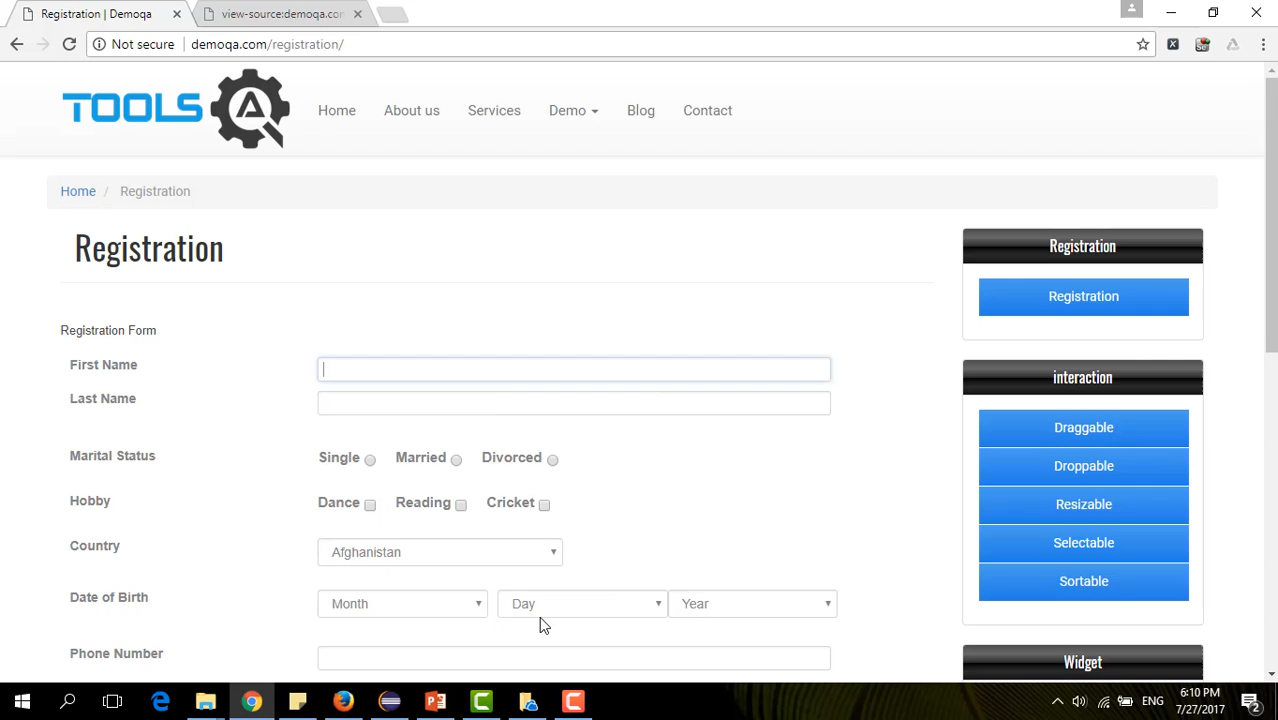 Registration | Demoqa
view-source:demoqa.co
Not secure
demoqa.com/registration/
TOOLS QA
Home
About us
Services
Demo
Blog
Contact
Home / Registration
Registration
Registration Form
First Name
Last Name
Marital Status
Single
Married
Divorced
Hobby
Dance
Reading
Cricket
Country
Afghanistan
Date of Birth
Month
Day
Year
Phone Number
Registration
Registration
interaction
Draggable
Droppable
Resizable
Selectable
Sortable
Widget
ENG
6:10 PM
7/27/2017
2